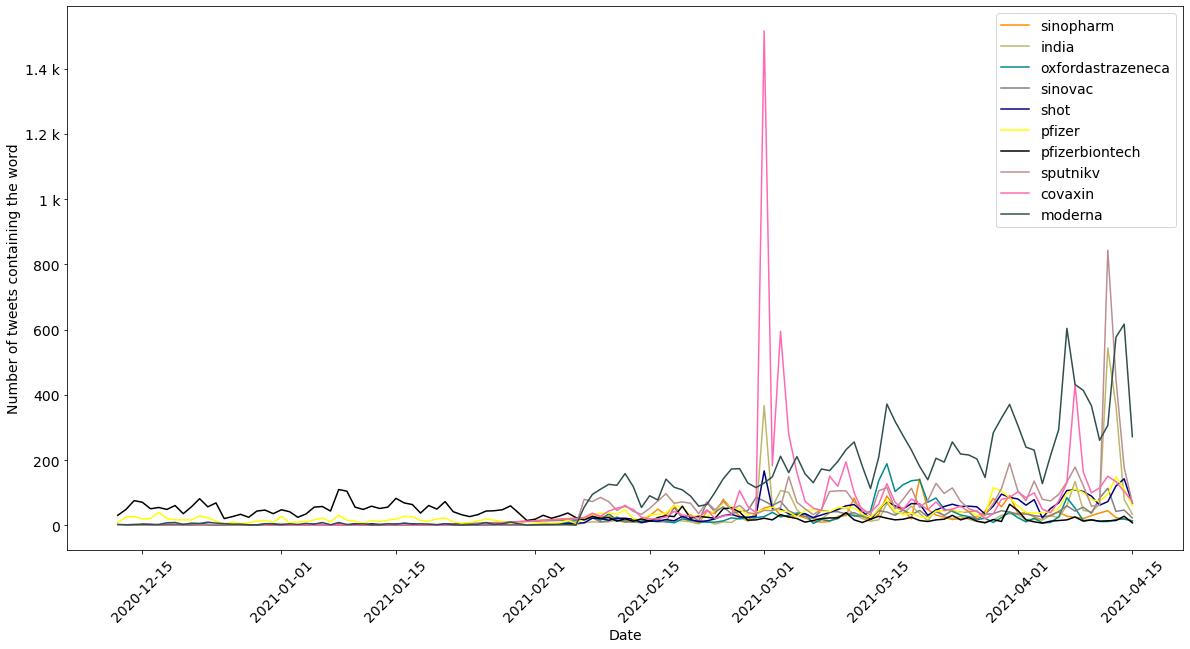 Number of tweets containing the word
1.4 k
1.2 k
1 k
800
600
400
200
0
sinopharm
india
oxfordastrazeneca
sinovac
shot
pfizer
pfizerbiontech
sputnikv
covaxin
moderna
2020-12-15
2021-01-01
2021-01-15
2021-02-01
2021-02-15
2021-03-01
2021-03-15
2021-04-01
2021-04-15
Date